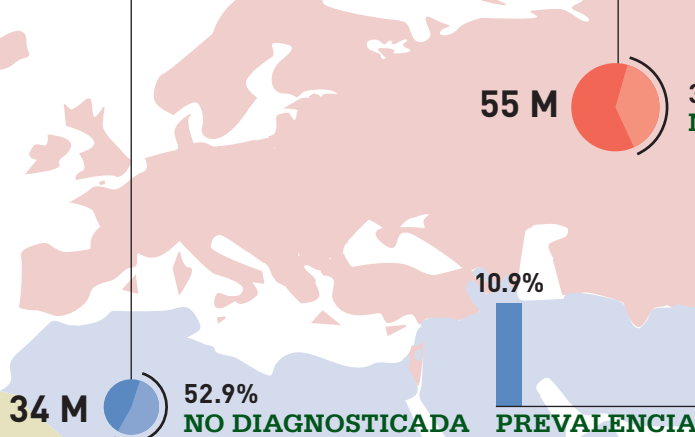 55 M
10.9%
34 M
52.9%
NO DIAGNOSTICADA
PREVALENCIA